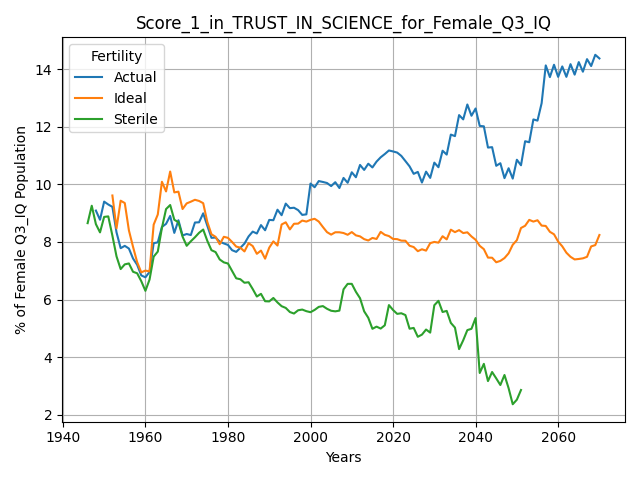 Score_1_in_TRUST_IN_SCIENCE_for_Female_Q3_IQ
Fertility
Actual
Ideal
Sterile
% of Female Q3_IQ Population
14
12
10
8
6
4
2
1940
1960
1980
2000
2020
2040
2060
Years